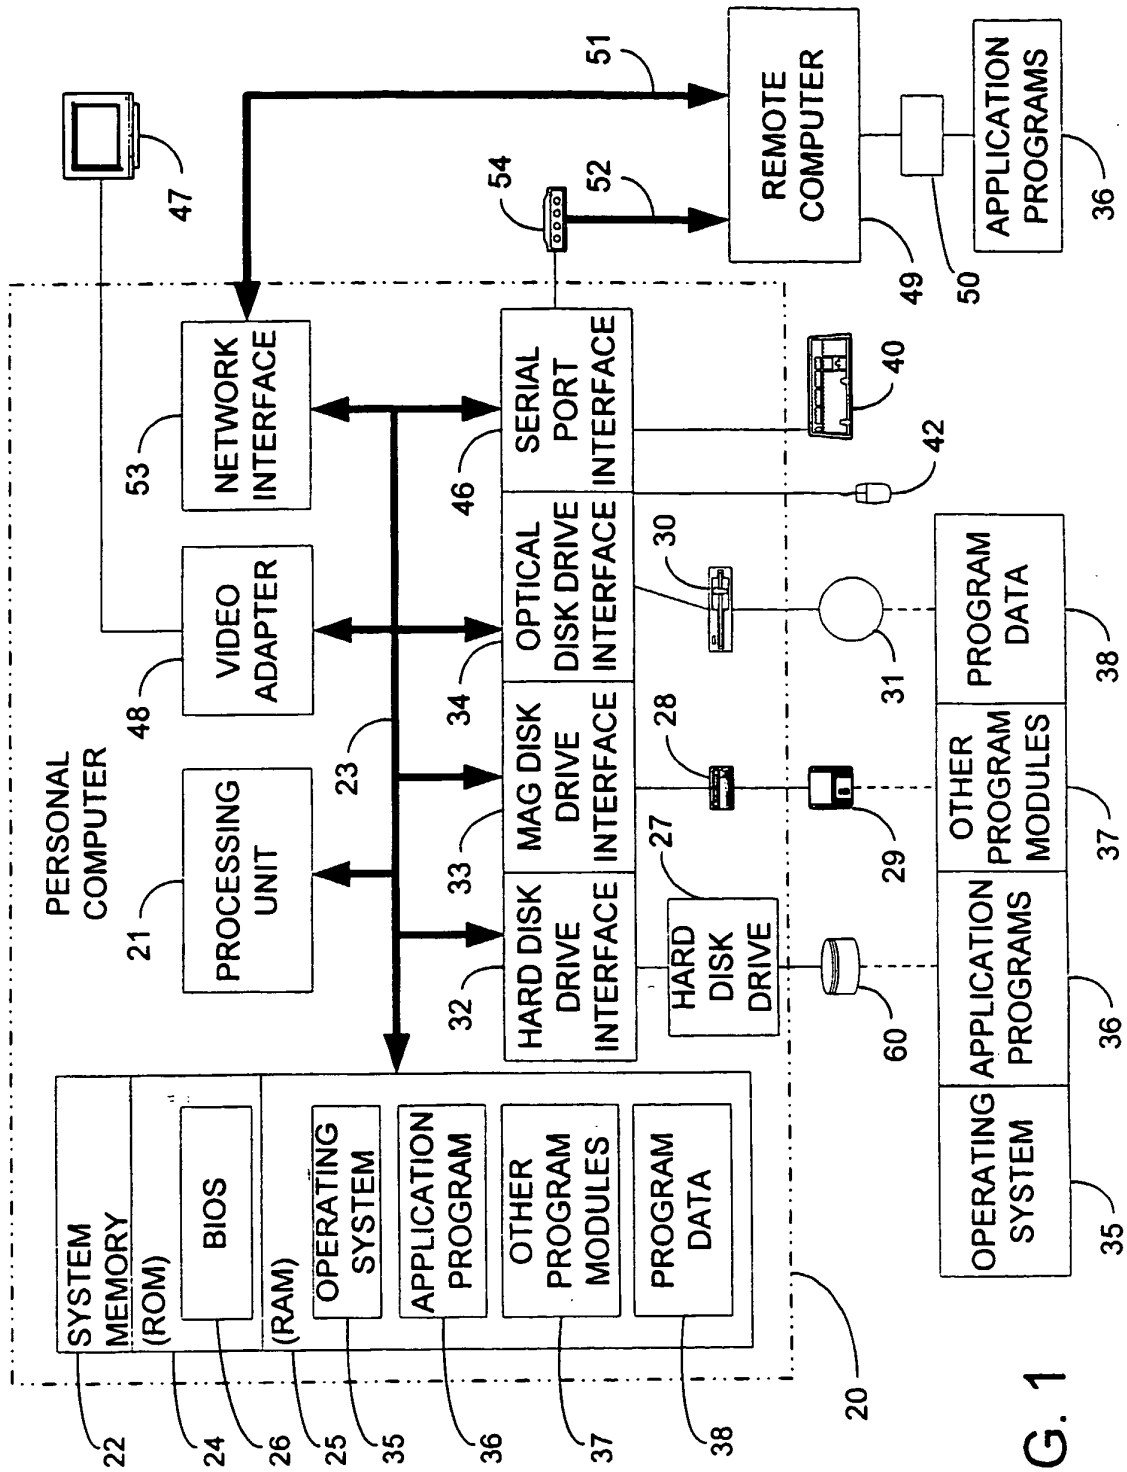 PERSONAL
COMPUTER
22
SYSTEM
MEMORY
24
(ROM)
26
BIOS
25
(RAM)
35
OPERATING
SYSTEM
36
APPLICATION
PROGRAM
37
OTHER
PROGRAM
MODULES
38
PROGRAM
DATA
20
21
PROCESSING
UNIT
48
VIDEO
ADAPTER
53
NETWORK
INTERFACE
47
23
32
HARD DISK
DRIVE
INTERFACE
33
MAG DISK
DRIVE
INTERFACE
34
OPTICAL
DISK DRIVE
INTERFACE
46
SERIAL
PORT
INTERFACE
54
52
51
27
HARD
DISK
DRIVE
28
30
60
29
31
42
40
REMOTE
COMPUTER
49
50
APPLICATION
PROGRAMS
36
OPERATING
SYSTEM
35
APPLICATION
PROGRAMS
36
OTHER
PROGRAM
MODULES
37
PROGRAM
DATA
38
G. 1